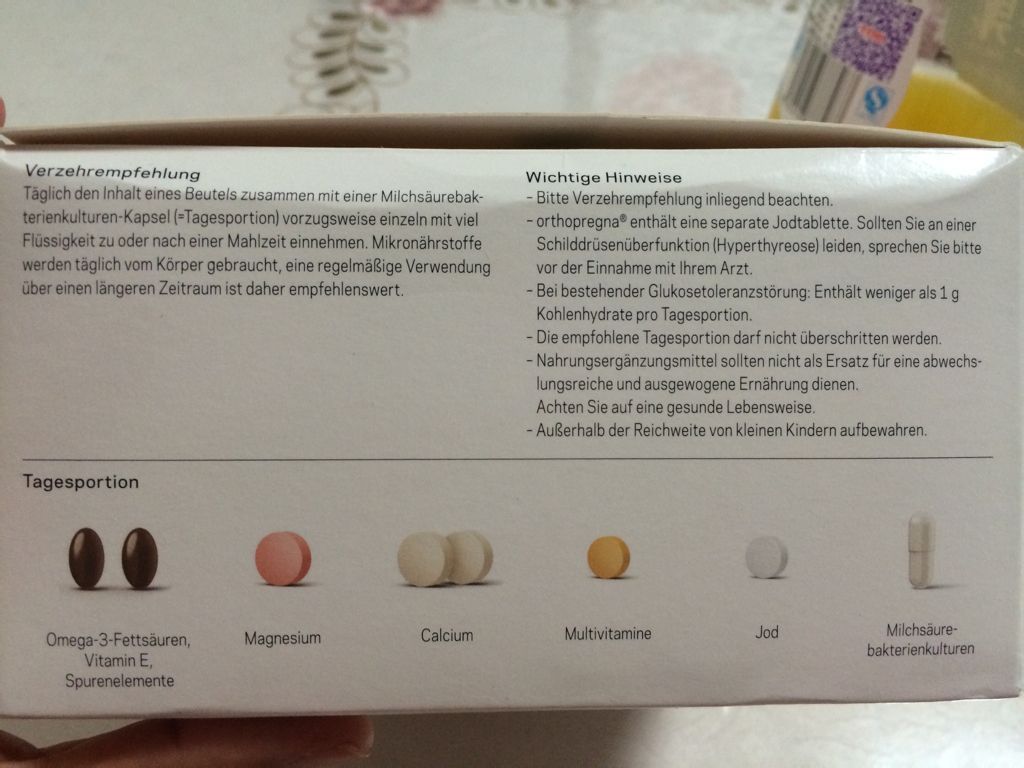 Verzehrempfehlung
Täglich den Inhalt eines Beutels zusammen mit einer Milchsäurebak-
terienkulturen-Kapsel (=Tagesportion) vorzugsweise einzeln mit viel
Flüssigkeit zu oder nach einer Mahlzeit einnehmen. Mikronährstoffe
werden täglich vom Körper gebraucht, eine regelmäßige Verwendung
über einen längeren Zeitraum ist daher empfehlenswert.
Wichtige Hinweise
- Bitte Verzehrempfehlung inliegend beachten.
- orthopregna® enthält eine separate Jodtablette. Sollten Sie an einer
Schilddrüsenüberfunktion (Hyperthyreose) leiden, sprechen Sie bitte
vor der Einnahme mit Ihrem Arzt.
- Bei bestehender Glukosetoleranzstörung: Enthält weniger als 1 g
Kohlenhydrate pro Tagesportion.
- Die empfohlene Tagesportion darf nicht überschritten werden.
- Nahrungsergänzungsmittel sollten nicht als Ersatz für eine abwechs-
lungsreiche und ausgewogene Ernährung dienen.
Achten Sie auf eine gesunde Lebensweise.
- Außerhalb der Reichweite von kleinen Kindern aufbewahren.
Tagesportion
Omega-3-Fettsäuren,
Vitamin E,
Spurenelemente
Magnesium
Calcium
Multivitamine
Jod
Milchsäure-
bakterienkulturen